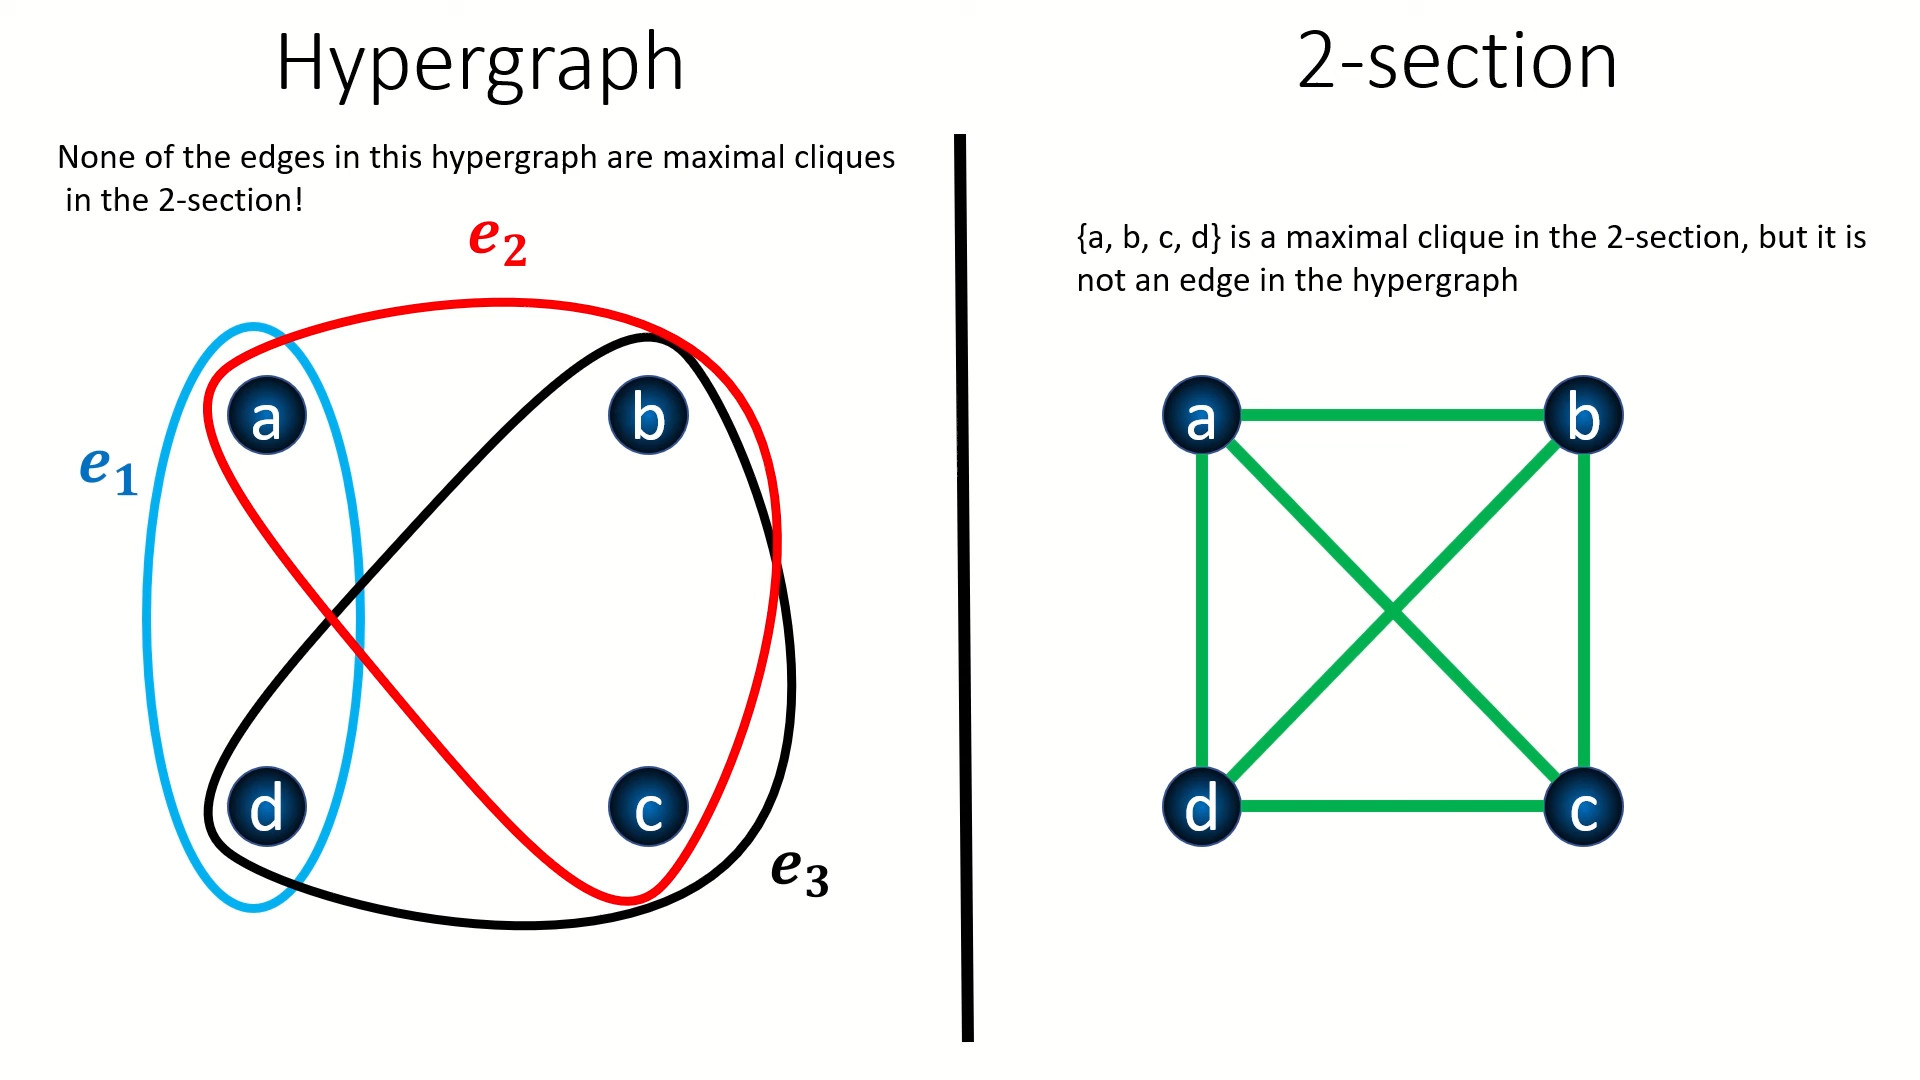 Hypergraph
None of the edges in this hypergraph are maximal cliques
in the 2-section!
e₂
a
b
e₁
d
c
e₃
2-section
{a, b, c, d} is a maximal clique in the 2-section, but it is
not an edge in the hypergraph
a
b
d
c